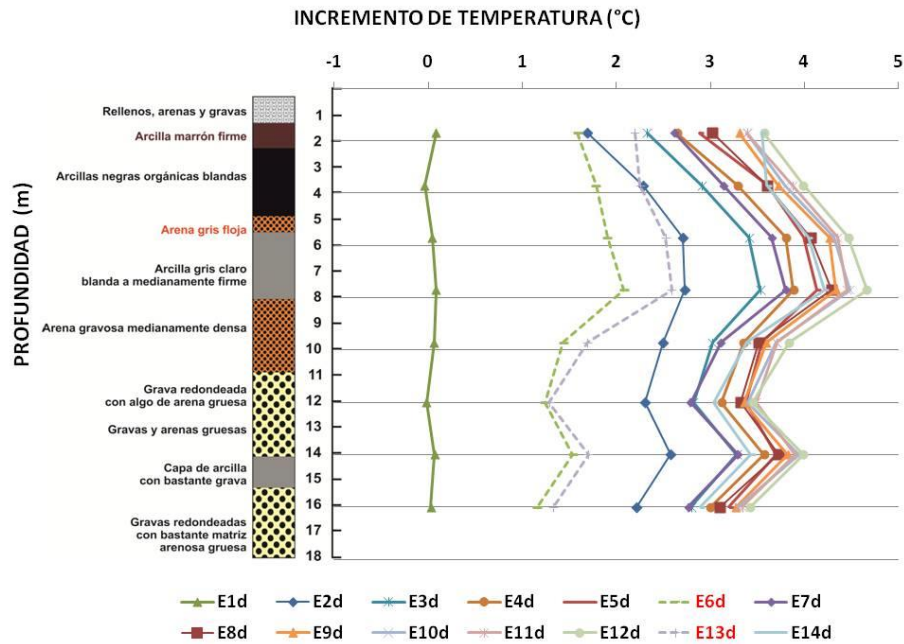 INCREMENTO DE TEMPERATURA (°C)
-1 0 1 2 3 4 5
PROFUNDIDAD (m)
Rellenos, arenas y gravas
Arcilla marrón firme
Arcillas negras orgánicas blandas
Arena gris floja
Arcilla gris claro
blanda a medianamente firme
Arena gravosa medianamente densa
Grava redondeada
con algo de arena gruesa
Gravas y arenas gruesas
Capa de arcilla
con bastante grava
Gravas redondeadas
con bastante matriz
arenosa gruesa
1
2
3
4
5
6
7
8
9
10
11
12
13
14
15
16
17
18
E1d E2d E3d E4d E5d E6d E7d
E8d E9d E10d E11d E12d E13d E14d